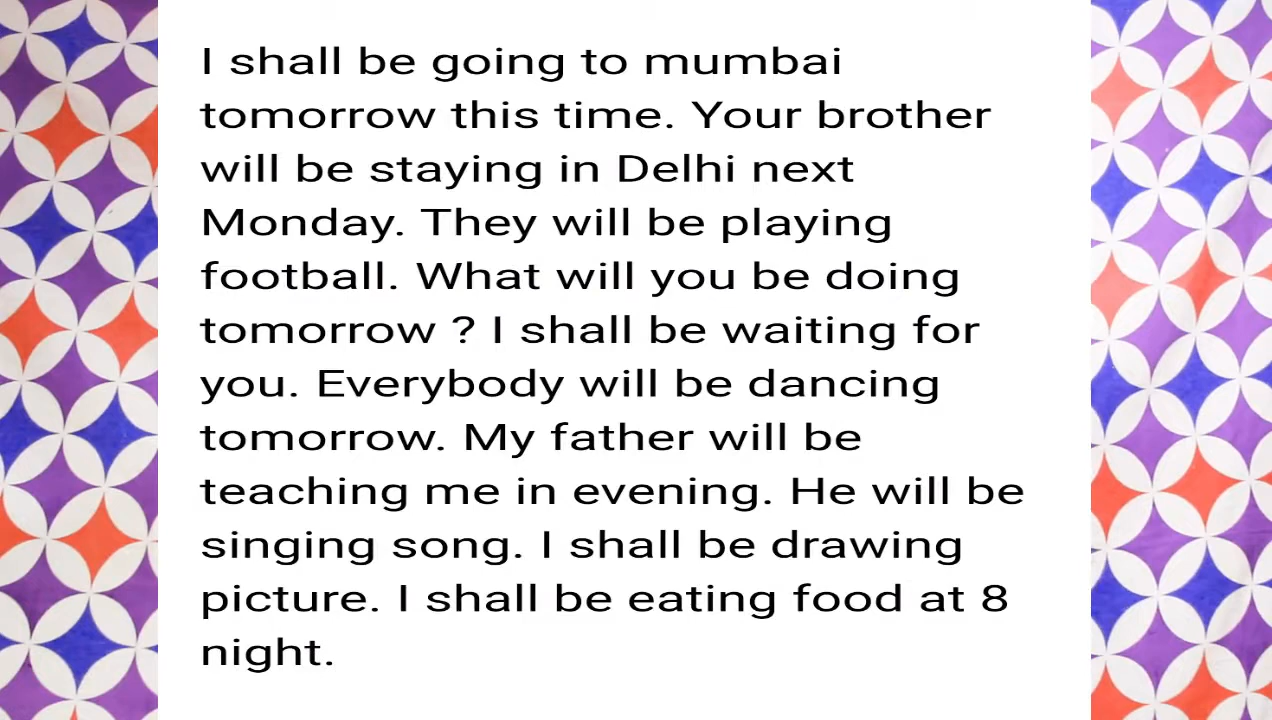 I shall be going to mumbai
tomorrow this time. Your brother
will be staying in Delhi next
Monday. They will be playing
football. What will you be doing
tomorrow ? I shall be waiting for
you. Everybody will be dancing
tomorrow. My father will be
teaching me in evening. He will be
singing song. I shall be drawing
picture. I shall be eating food at 8
night.